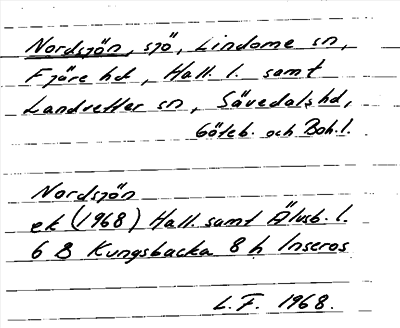 Nordsjön, sjö, Lindome sn,
Fjäre hd, Hall. l. samt
Landvetter sn, Sävedals hd,
Göteb. och Boh. l.
Nordsjön
ek (1968) Hall. samt Älvsb. l.
6 B Kungsbacka 8 h Inseros
L.F. 1968.